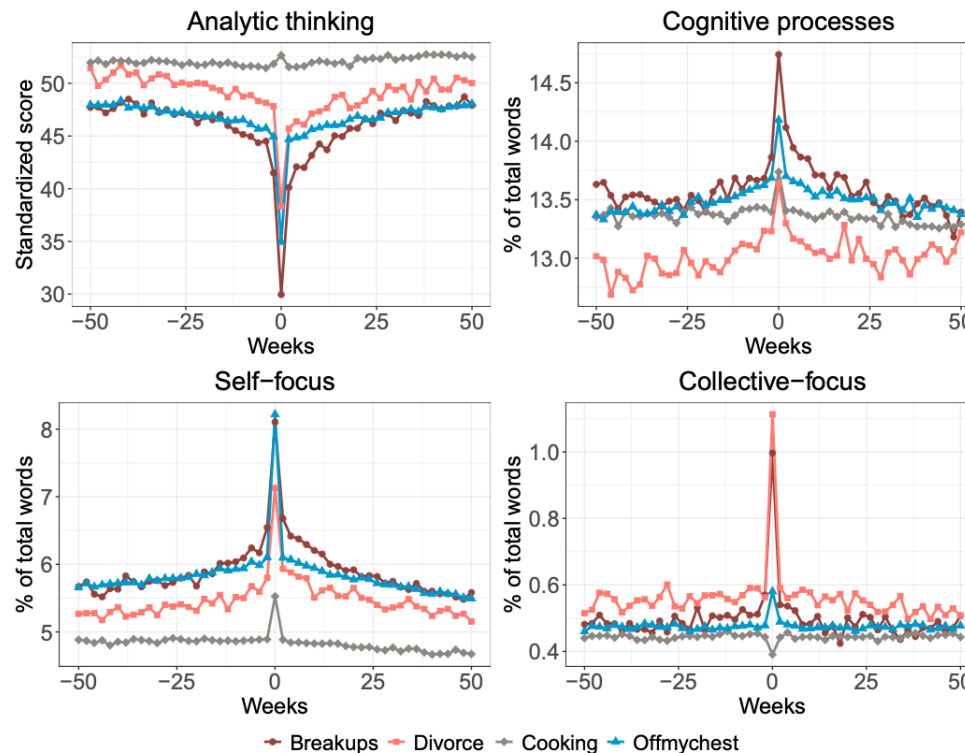 Analytic thinking
Standardized score
50
45
40
35
30
−50 −25 0 25 50
Weeks
Cognitive processes
% of total words
14.5
14.0
13.5
13.0
−50 −25 0 25 50
Weeks
Self−focus
% of total words
8
7
6
5
−50 −25 0 25 50
Weeks
Collective−focus
% of total words
1.0
0.8
0.6
0.4
−50 −25 0 25 50
Weeks
Breakups Divorce Cooking Offmychest